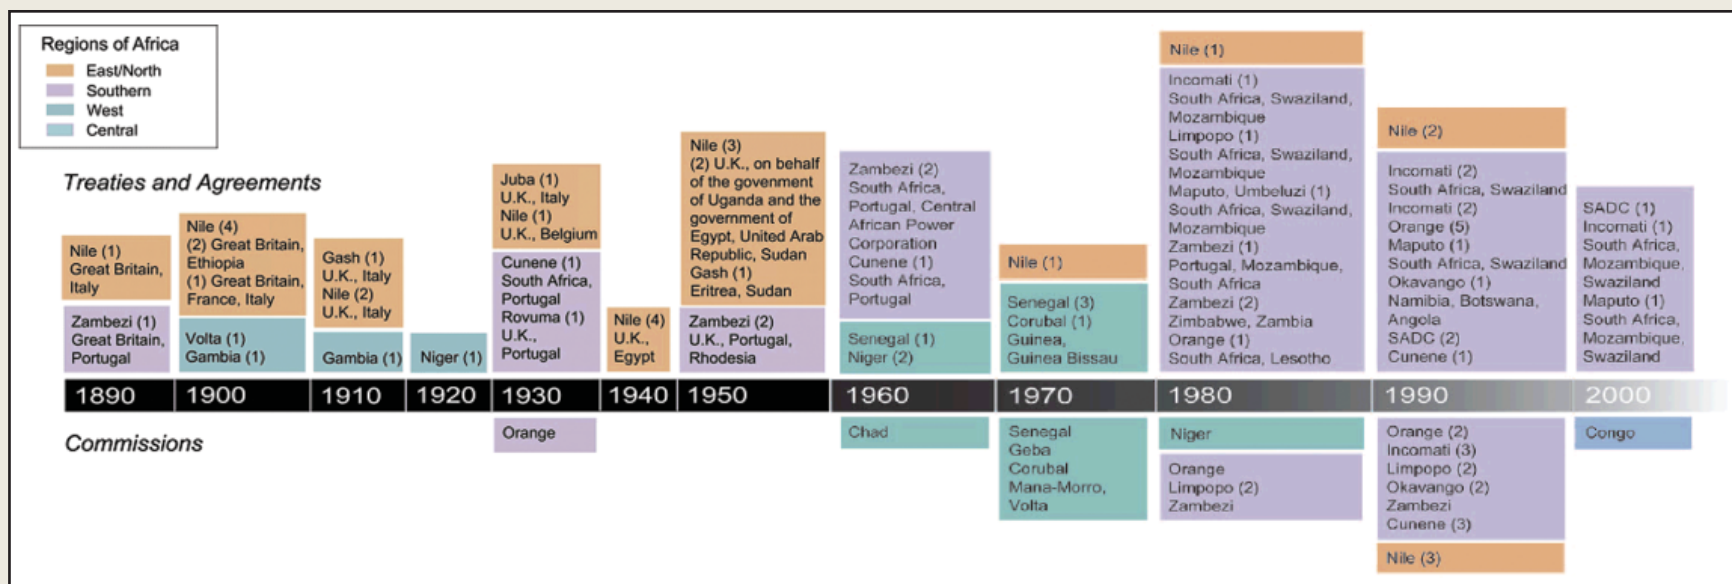 Regions of Africa
East/North
Southern
West
Central
Treaties and Agreements
Nile (1)
Great Britain,
Italy
Zambezi (1)
Great Britain,
Portugal
Nile (4)
(2) Great Britain,
Ethiopia
(1) Great Britain,
France, Italy
Volta (1)
Gambia (1)
Gash (1)
U.K., Italy
Nile (2)
U.K., Italy
Gambia (1)
Niger (1)
Juba (1)
U.K., Italy
Nile (1)
U.K., Belgium
Cunene (1)
South Africa,
Portugal
Rovuma (1)
U.K.,
Portugal
Nile (4)
U.K.,
Egypt
Nile (3)
(2) U.K., on behalf
of the govenment
of Uganda and the
government of
Egypt, United Arab
Republic, Sudan
Gash (1)
Eritrea, Sudan
Zambezi (2)
U.K., Portugal,
Rhodesia
Zambezi (2)
South Africa,
Portugal, Central
African Power
Corporation
Cunene (1)
South Africa,
Portugal
Senegal (1)
Niger (2)
Nile (1)
Senegal (3)
Corubal (1)
Guinea,
Guinea Bissau
Nile (1)
Incomati (1)
South Africa, Swaziland,
Mozambique
Limpopo (1)
South Africa, Swaziland,
Mozambique
Maputo, Umbeluzi (1)
South Africa, Swaziland,
Mozambique
Zambezi (1)
Portugal, Mozambique,
South Africa
Zambezi (2)
Zimbabwe, Zambia
Orange (1)
South Africa, Lesotho
Nile (2)
Incomati (2)
South Africa, Swaziland
Incomati (2)
Orange (5)
Maputo (1)
South Africa, Swaziland
Okavango (1)
Namibia, Botswana,
Angola
SADC (2)
Cunene (1)
SADC (1)
Incomati (1)
South Africa,
Mozambique,
Swaziland
Maputo (1)
South Africa,
Mozambique,
Swaziland
1890 1900 1910 1920 1930 1940 1950 1960 1970 1980 1990 2000
Commissions
Orange
Chad
Senegal
Geba
Corubal
Mana-Morro,
Volta
Niger
Orange
Limpopo (2)
Zambezi
Orange (2)
Incomati (3)
Limpopo (2)
Okavango (2)
Zambezi
Cunene (3)
Nile (3)
Congo